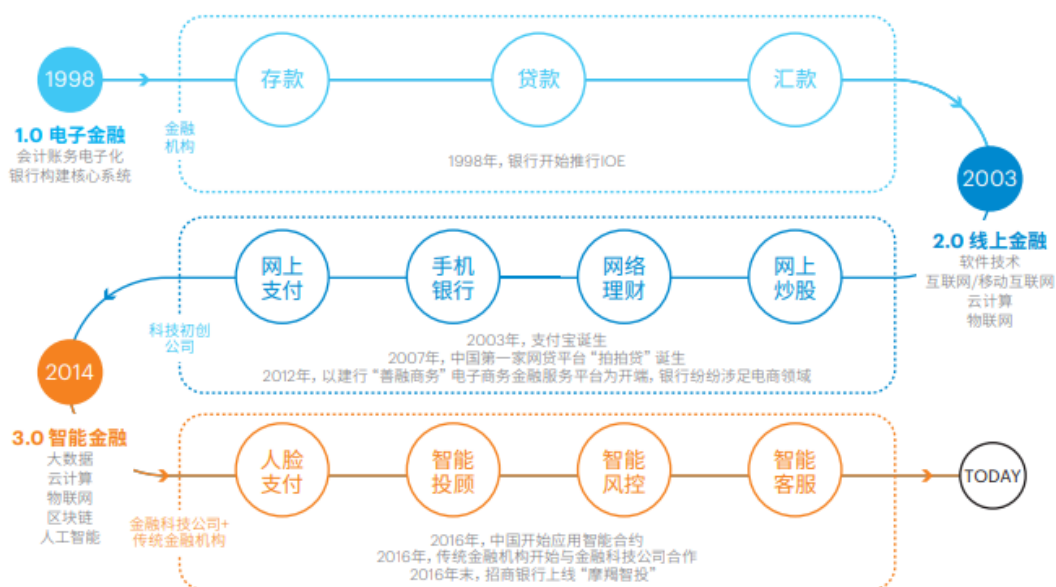 1998
存款
贷款
汇款
1.0 电子金融
会计账务电子化
银行构建核心系统
金融
机构
1998年，银行开始推行IOE
2003
2.0 线上金融
软件技术
互联网/移动互联网
云计算
物联网
网上
支付
手机
银行
网络
理财
网上
炒股
科技初创
公司
2003年，支付宝诞生
2007年，中国第一家网贷平台“拍拍贷”诞生
2012年，以建行“善融商务”电子商务金融服务平台为开端，银行纷纷涉足电商领域
2014
3.0 智能金融
大数据
云计算
物联网
区块链
人工智能
人脸
支付
智能
投顾
智能
风控
智能
客服
TODAY
金融科技公司+
传统金融机构
2016年，中国开始应用智能合约
2016年，传统金融机构开始与金融科技公司合作
2016年末，招商银行上线“摩羯智投”